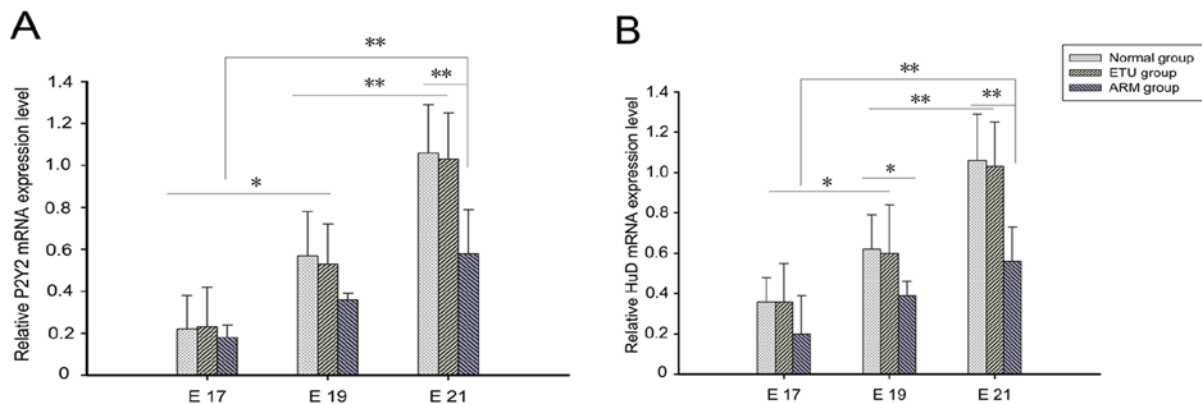 A
Relative P2Y2 mRNA expression level
1.4
1.2
1.0
0.8
0.6
0.4
0.2
0
**
**
**
*
E 17
E 19
E 21
B
Relative HuD mRNA expression level
1.4
1.2
1.0
0.8
0.6
0.4
0.2
0
**
**
**
*
*
E 17
E 19
E 21
Normal group
ETU group
ARM group